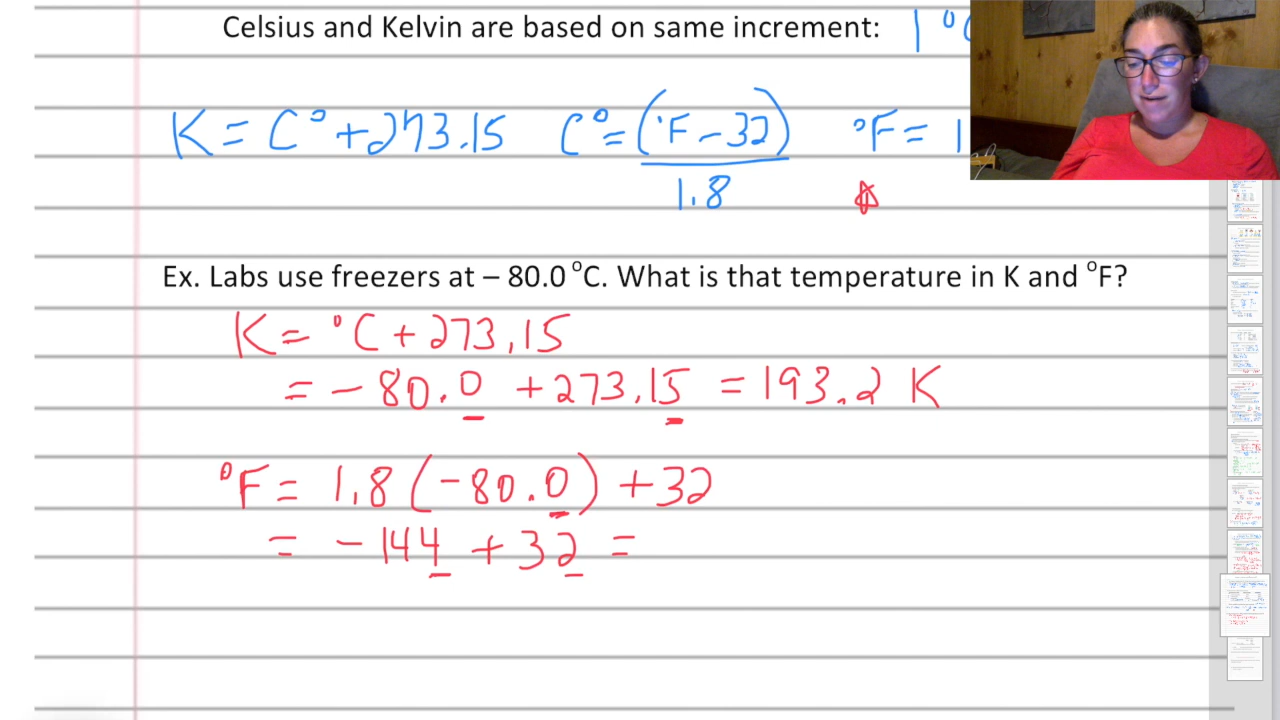 Celsius and Kelvin are based on same increment: 1 °C
K = C° + 273.15 C° = (°F - 32) °F = 1
1.8
Ex. Labs use freezers at – 80.0 °C. What is that temperature in K and °F?
K = °C + 273.15
= - 80.0 + 273.15 = 193.2 K
°F = 1.8 (-80.0) + 32
= - 144 + 32 =